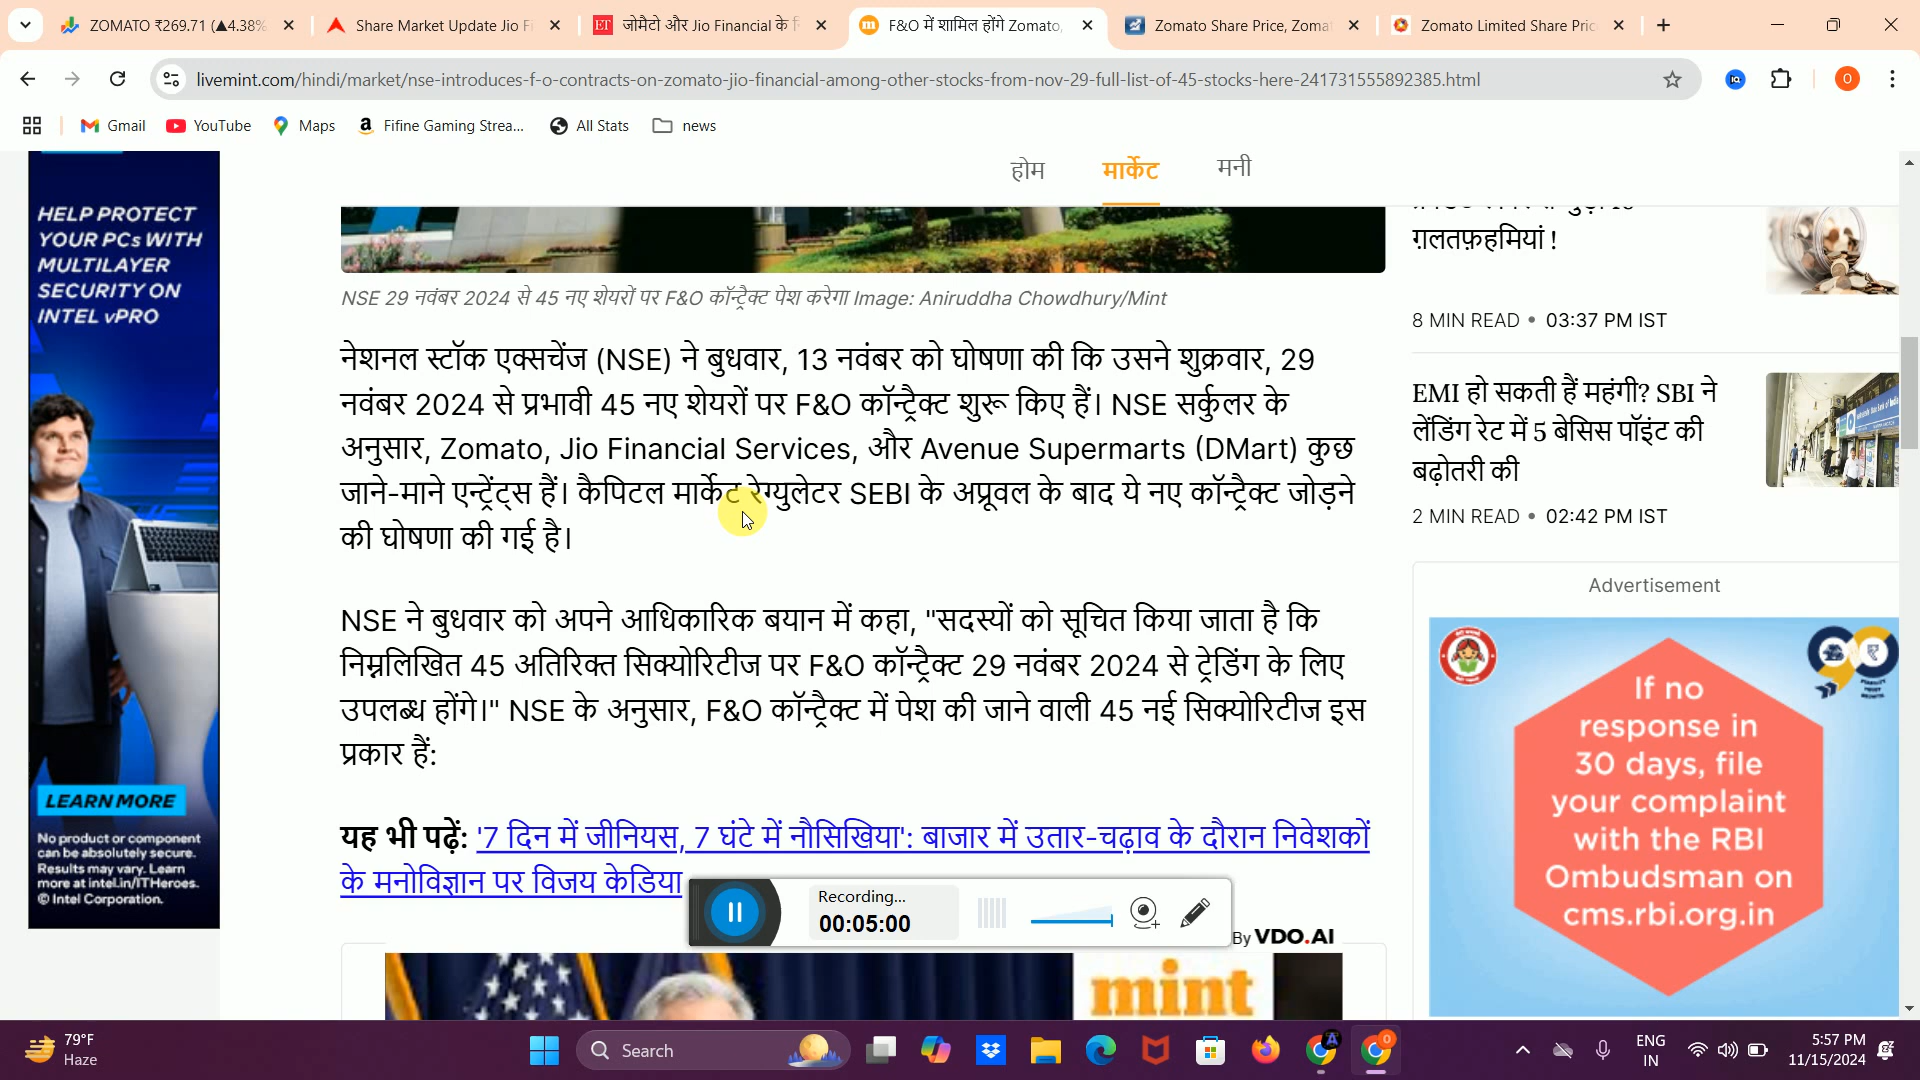 ZOMATO ₹269.71 (▲4.38%
Share Market Update Jio Fi
ET जोमैटो और Jio Financial के
m F&O में शामिल होंगे Zomato,
Zomato Share Price, Zomat
Zomato Limited Share Pric
livemint.com/hindi/market/nse-introduces-f-o-contracts-on-zomato-jio-financial-among-other-stocks-from-nov-29-full-list-of-45-stocks-here-241731555892385.html
O
Gmail
YouTube
Maps
Fifine Gaming Strea...
All Stats
news
होम मार्केट मनी
HELP PROTECT
YOUR PCs WITH
MULTILAYER
SECURITY ON
INTEL vPRO
LEARN MORE
No product or component
can be absolutely secure.
Results may vary. Learn
more at intel.in/ITHeroes.
© Intel Corporation.
NSE 29 नवंबर 2024 से 45 नए शेयरों पर F&O कॉन्ट्रैक्ट पेश करेगा Image: Aniruddha Chowdhury/Mint
नेशनल स्टॉक एक्सचेंज (NSE) ने बुधवार, 13 नवंबर को घोषणा की कि उसने शुक्रवार, 29
नवंबर 2024 से प्रभावी 45 नए शेयरों पर F&O कॉन्ट्रैक्ट शुरू किए हैं। NSE सर्कुलर के
अनुसार, Zomato, Jio Financial Services, और Avenue Supermarts (DMart) कुछ
जाने-माने एन्ट्रेंट्स हैं। कैपिटल मार्केट रेग्युलेटर SEBI के अप्रूवल के बाद ये नए कॉन्ट्रैक्ट जोड़ने
की घोषणा की गई है।
NSE ने बुधवार को अपने आधिकारिक बयान में कहा, "सदस्यों को सूचित किया जाता है कि
निम्नलिखित 45 अतिरिक्त सिक्योरिटीज पर F&O कॉन्ट्रैक्ट 29 नवंबर 2024 से ट्रेडिंग के लिए
उपलब्ध होंगे।" NSE के अनुसार, F&O कॉन्ट्रैक्ट में पेश की जाने वाली 45 नई सिक्योरिटीज इस
प्रकार हैं:
यह भी पढ़ें: '7 दिन में जीनियस, 7 घंटे में नौसिखिया': बाजार में उतार-चढ़ाव के दौरान निवेशकों
के मनोविज्ञान पर विजय केडिया
Recording...
00:05:00
By VDO.AI
mint
ग़लतफ़हमियां !
8 MIN READ • 03:37 PM IST
EMI हो सकती हैं महंगी? SBI ने
लेंडिंग रेट में 5 बेसिस पॉइंट की
बढ़ोतरी की
2 MIN READ • 02:42 PM IST
Advertisement
If no
response in
30 days, file
your complaint
with the RBI
Ombudsman on
cms.rbi.org.in
79°F
Haze
Search
ENG
IN
5:57 PM
11/15/2024